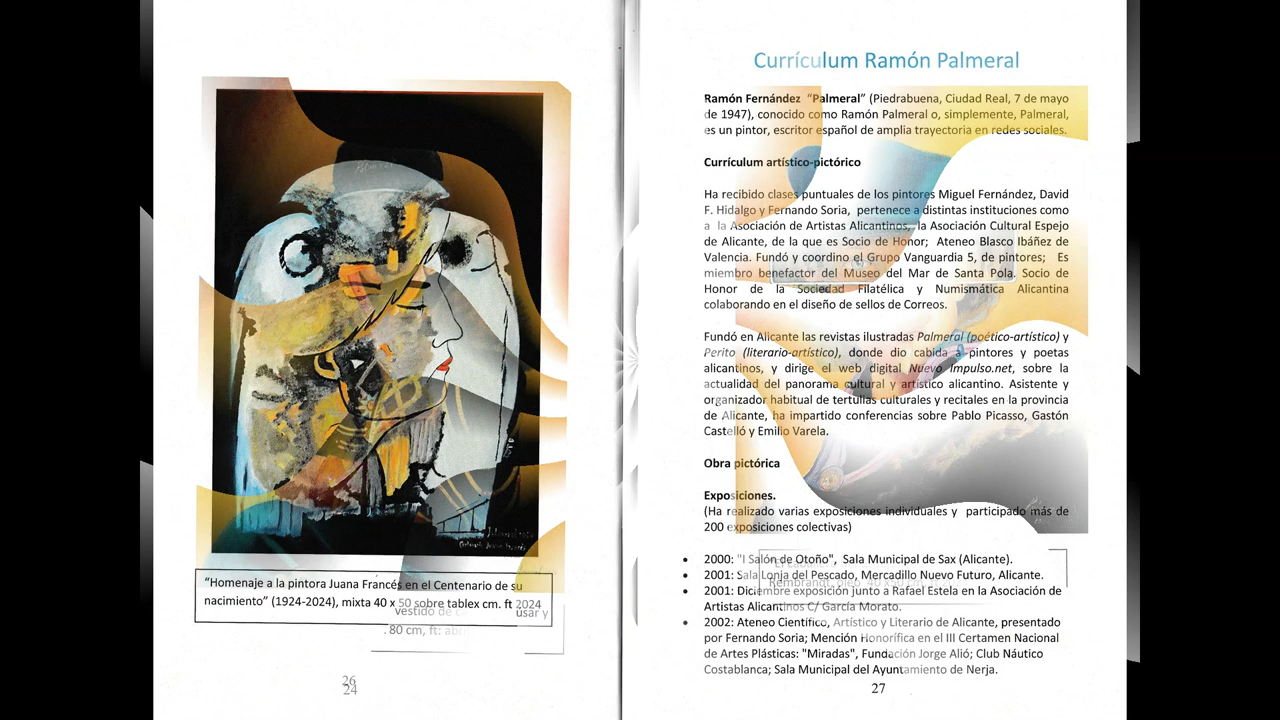 “Homenaje a la pintora Juana Francés en el Centenario de su
nacimiento” (1924-2024), mixta 40 x 50 sobre tablex cm. ft 2024
vestido de
usar y
. 80 cm, ft:
26
24
Currículum Ramón Palmeral
Ramón Fernández “Palmeral” (Piedrabuena, Ciudad Real, 7 de mayo
de 1947), conocido como Ramón Palmeral o, simplemente, Palmeral,
es un pintor, escritor español de amplia trayectoria en redes sociales.
Currículum artístico-pictórico
Ha recibido clases puntuales de los pintores Miguel Fernández, David
F. Hidalgo y Fernando Soria, pertenece a distintas instituciones como
a la Asociación de Artistas Alicantinos, la Asociación Cultural Espejo
de Alicante, de la que es Socio de Honor; Ateneo Blasco Ibáñez de
Valencia. Fundó y coordino el Grupo Vanguardia 5, de pintores; Es
miembro benefactor del Museo del Mar de Santa Pola. Socio de
Honor de la Sociedad Filatélica y Numismática Alicantina
colaborando en el diseño de sellos de Correos.
Fundó en Alicante las revistas ilustradas Palmeral (poético-artístico) y
Perito (literario-artístico), donde dio cabida a pintores y poetas
alicantinos, y dirige el web digital Nuevo Impulso.net, sobre la
actualidad del panorama cultural y artístico alicantino. Asistente y
organizador habitual de tertulias culturales y recitales en la provincia
de Alicante, ha impartido conferencias sobre Pablo Picasso, Gastón
Castelló y Emilio Varela.
Obra pictórica
Exposiciones.
(Ha realizado varias exposiciones individuales y participado más de
200 exposiciones colectivas)
• 2000: "I Salón de Otoño", Sala Municipal de Sax (Alicante).
• 2001: Sala Lonja del Pescado, Mercadillo Nuevo Futuro, Alicante.
• 2001: Diciembre exposición junto a Rafael Estela en la Asociación de
Artistas Alicantinos C/ García Morato.
• 2002: Ateneo Científico, Artístico y Literario de Alicante, presentado
por Fernando Soria; Mención Honorífica en el III Certamen Nacional
de Artes Plásticas: "Miradas", Fundación Jorge Alió; Club Náutico
Costablanca; Sala Municipal del Ayuntamiento de Nerja.
Rembrandt, óleo 40 x
27